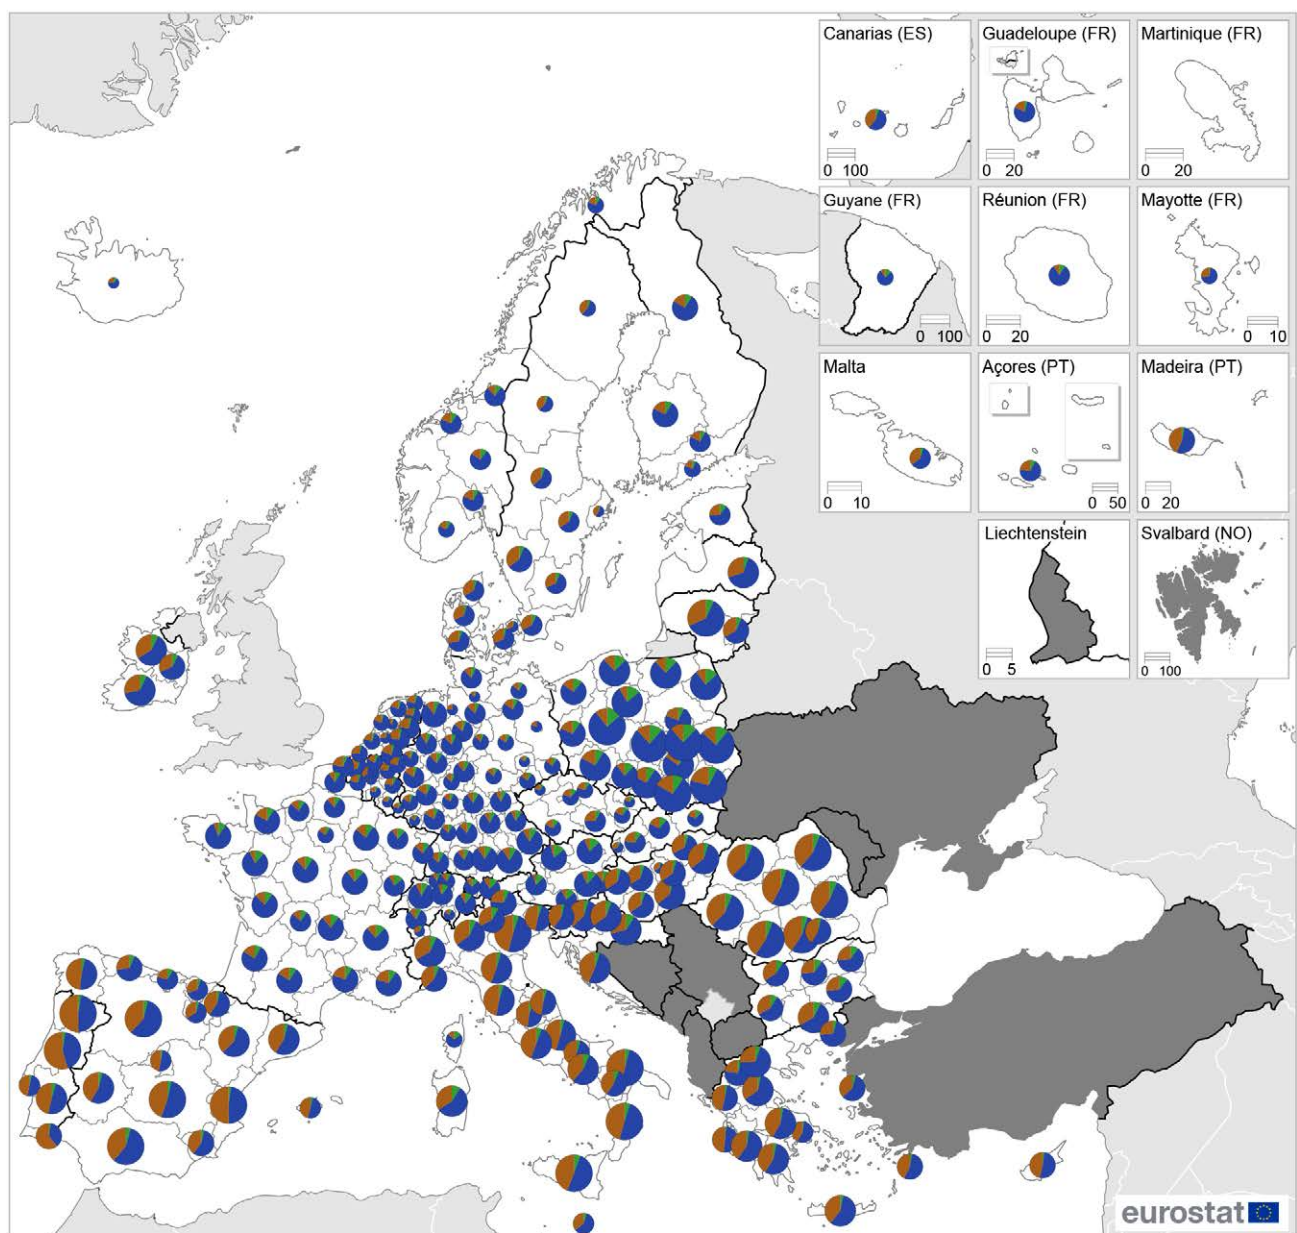 Canarias (ES)
0 100
Guadeloupe (FR)
0 20
Martinique (FR)
0 20
Guyane (FR)
0 100
Réunion (FR)
0 20
Mayotte (FR)
0 10
Malta
0 10
Açores (PT)
0 50
Madeira (PT)
0 20
Liechtenstein
0 5
Svalbard (NO)
0 100
eurostat